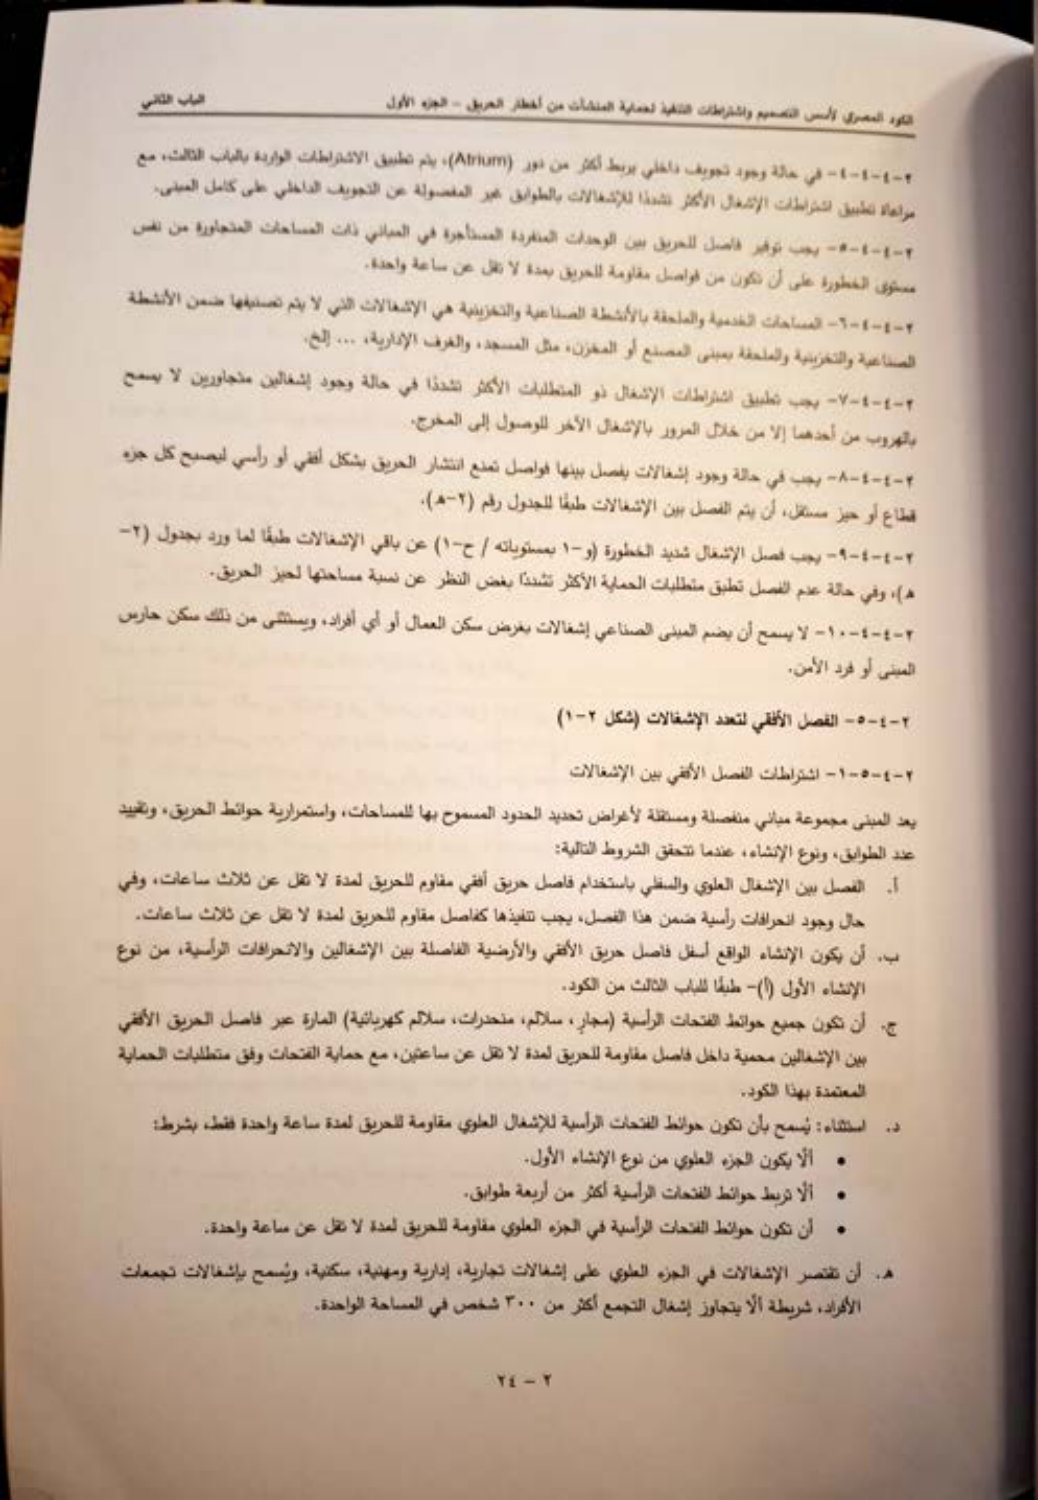 الكود المصري لأسس التصميم واشتراطات التنفيذ لحماية المنشآت من أخطار الحريق – الجزء الأول الباب الثاني
٢-٤-٤-٤- في حالة وجود تجويف داخلي يربط أكثر من دور (Atrium)، يتم تطبيق الاشتراطات الواردة بالباب الثالث، مع
مراعاة تطبيق اشتراطات الإشغال الأكثر تشددًا للإشغالات بالطوابق غير المفصولة عن التجويف الداخلي على كامل المبنى.
٢-٤-٤-٥- يجب توفير فاصل للحريق بين الوحدات المنفردة المستأجرة في المباني ذات المساحات المتجاورة من نفس
مستوى الخطورة على أن تكون من فواصل مقاومة للحريق بمدة لا تقل عن ساعة واحدة.
٢-٤-٤-٦- المساحات الخدمية والملحقة بالأنشطة الصناعية والتخزينية هي الإشغالات التي لا يتم تصنيفها ضمن الأنشطة
الصناعية والتخزينية والملحقة بمبنى المصنع أو المخزن، مثل المسجد، والغرف الإدارية، ... إلخ.
٢-٤-٤-٧- يجب تطبيق اشتراطات الإشغال ذو المتطلبات الأكثر تشددًا في حالة وجود إشغالين متجاورين لا يسمح
بالهروب من أحدهما إلا من خلال المرور بالإشغال الآخر للوصول إلى المخرج.
٢-٤-٤-٨- يجب في حالة وجود إشغالات يفصل بينها فواصل تمنع انتشار الحريق بشكل أفقي أو رأسي ليصبح كل جزء
قطاع أو حيز مستقل، أن يتم الفصل بين الإشغالات طبقًا للجدول رقم (٢-هـ).
٢-٤-٤-٩- يجب فصل الإشغال شديد الخطورة (و-١ بمستوياته / ح-١) عن باقي الإشغالات طبقًا لما ورد بجدول (٢-
هـ)، وفي حالة عدم الفصل تطبق متطلبات الحماية الأكثر تشددًا بغض النظر عن نسبة مساحتها لحيز الحريق.
٢-٤-٤-١٠- لا يسمح أن يضم المبنى الصناعي إشغالات بغرض سكن العمال أو أي أفراد، ويستثنى من ذلك سكن حارس
المبنى أو فرد الأمن.
٢-٤-٥- الفصل الأفقي لتعدد الإشغالات (شكل ٢-١)
٢-٤-٥-١- اشتراطات الفصل الأفقي بين الإشغالات
يعد المبنى مجموعة مباني منفصلة ومستقلة لأغراض تحديد الحدود المسموح بها للمساحات، واستمرارية حوائط الحريق، وتقييد
عدد الطوابق، ونوع الإنشاء، عندما تتحقق الشروط التالية:
أ. الفصل بين الإشغال العلوي والسفلي باستخدام فاصل حريق أفقي مقاوم للحريق لمدة لا تقل عن ثلاث ساعات، وفي
حال وجود انحرافات رأسية ضمن هذا الفصل، يجب تنفيذها كفاصل مقاوم للحريق لمدة لا تقل عن ثلاث ساعات.
ب. أن يكون الإنشاء الواقع أسفل فاصل حريق الأفقي والأرضية الفاصلة بين الإشغالين والانحرافات الرأسية، من نوع
الإنشاء الأول (أ)- طبقًا للباب الثالث من الكود.
ج. أن تكون جميع حوائط الفتحات الرأسية (مجارٍ، سلالم، منحدرات، سلالم كهربائية) المارة عبر فاصل الحريق الأفقي
بين الإشغالين محمية داخل فاصل مقاومة للحريق لمدة لا تقل عن ساعتين، مع حماية الفتحات وفق متطلبات الحماية
المعتمدة بهذا الكود.
د. استثناء: يُسمح بأن تكون حوائط الفتحات الرأسية للإشغال العلوي مقاومة للحريق لمدة ساعة واحدة فقط، بشرط:
• ألّا يكون الجزء العلوي من نوع الإنشاء الأول.
• ألّا تربط حوائط الفتحات الرأسية أكثر من أربعة طوابق.
• أن تكون حوائط الفتحات الرأسية في الجزء العلوي مقاومة للحريق لمدة لا تقل عن ساعة واحدة.
هـ. أن تقتصر الإشغالات في الجزء العلوي على إشغالات تجارية، إدارية ومهنية، سكنية، ويُسمح بإشغالات تجمعات
الأفراد، شريطة ألّا يتجاوز إشغال التجمع أكثر من ٣٠٠ شخص في المساحة الواحدة.
٢ – ٢٤